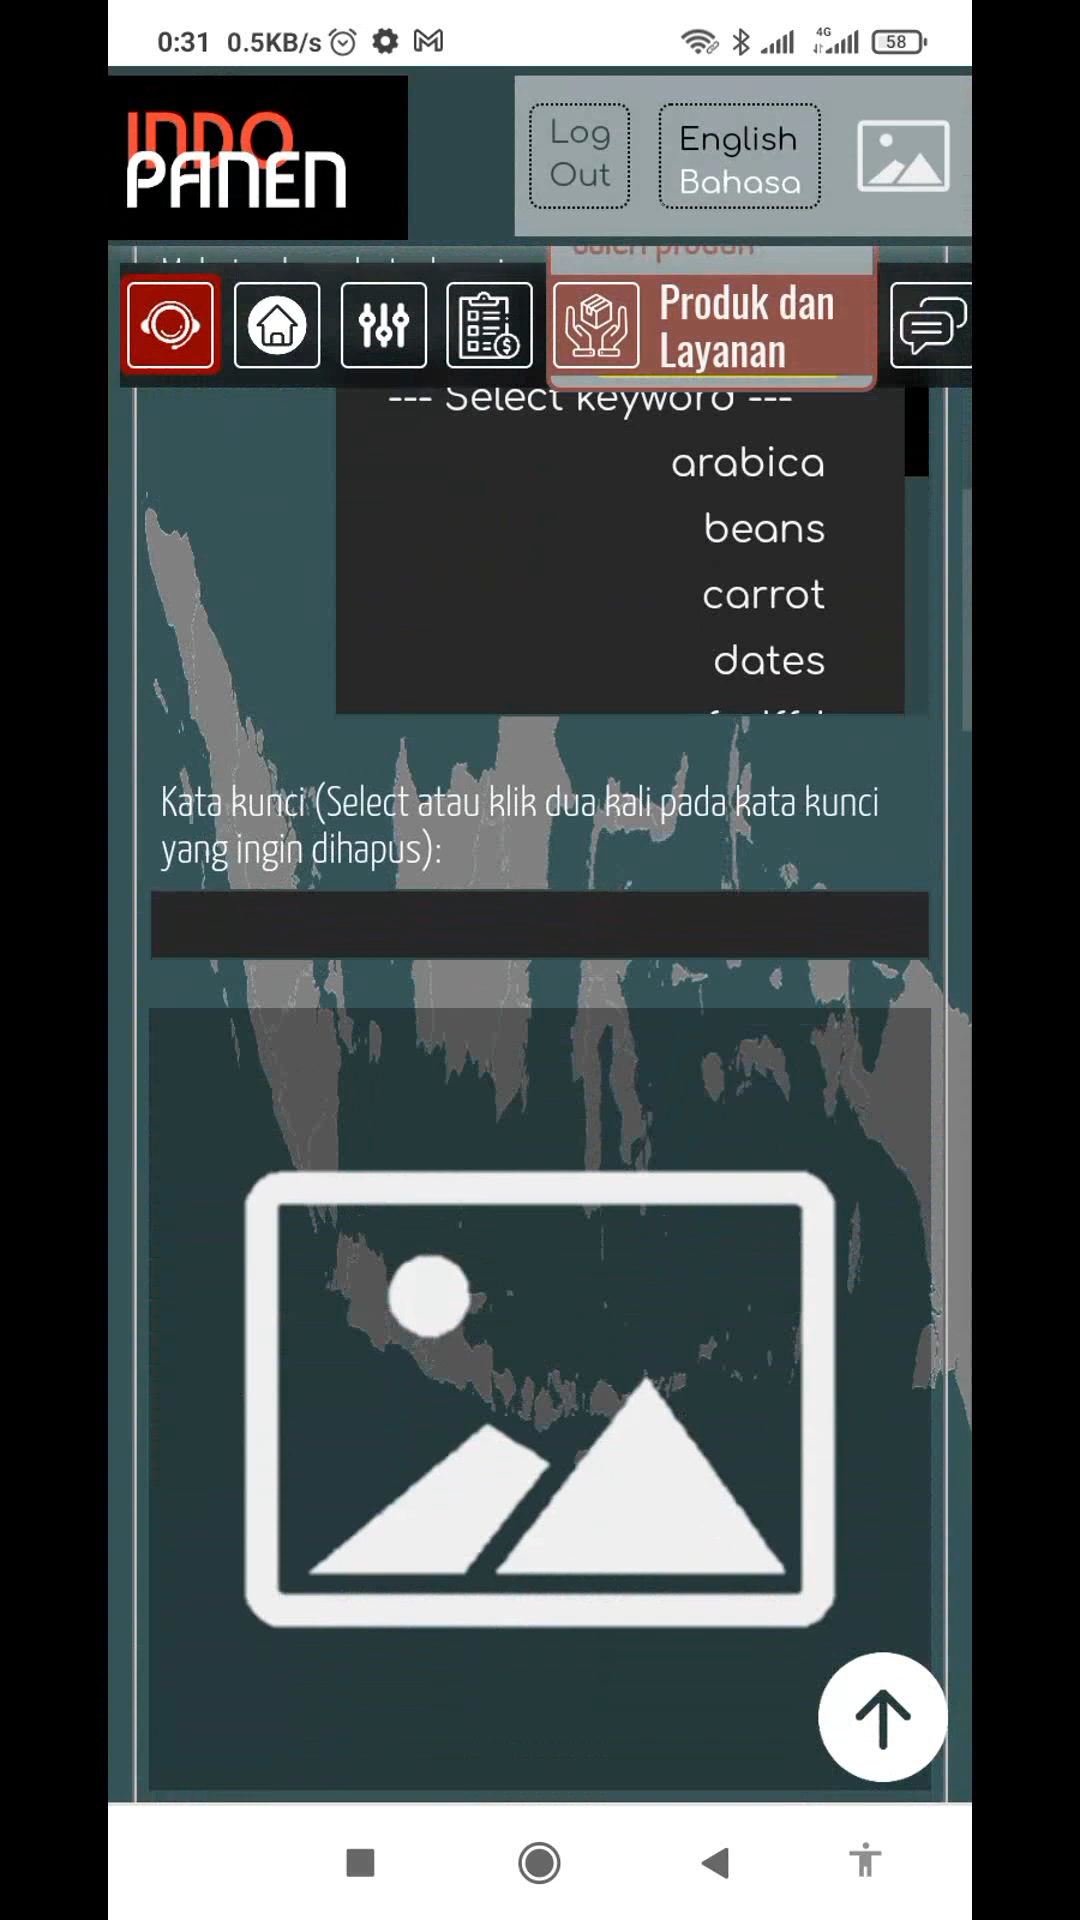 0:31 0.5KB/s
4G
58
INDO
PANEN
Log
Out
English
Bahasa
Produk dan
Layanan
--- Select keyword ---
arabica
beans
carrot
dates
Kata kunci (Select atau klik dua kali pada kata kunci
yang ingin dihapus):